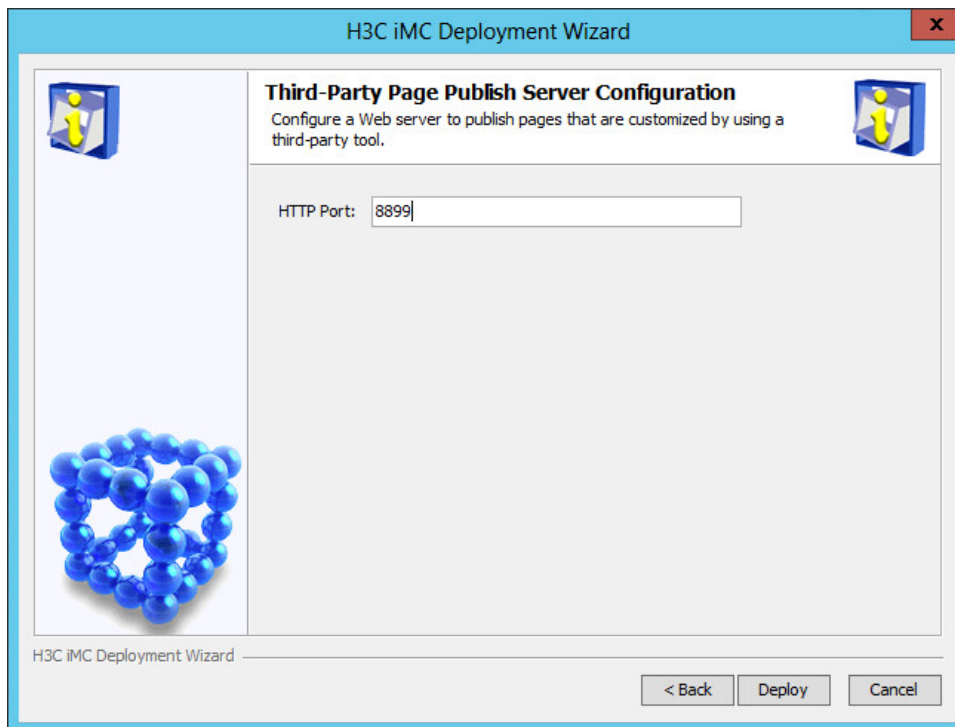 H3C iMC Deployment Wizard
x
Third-Party Page Publish Server Configuration
Configure a Web server to publish pages that are customized by using a
third-party tool.
HTTP Port: 8899
H3C iMC Deployment Wizard
< Back Deploy Cancel